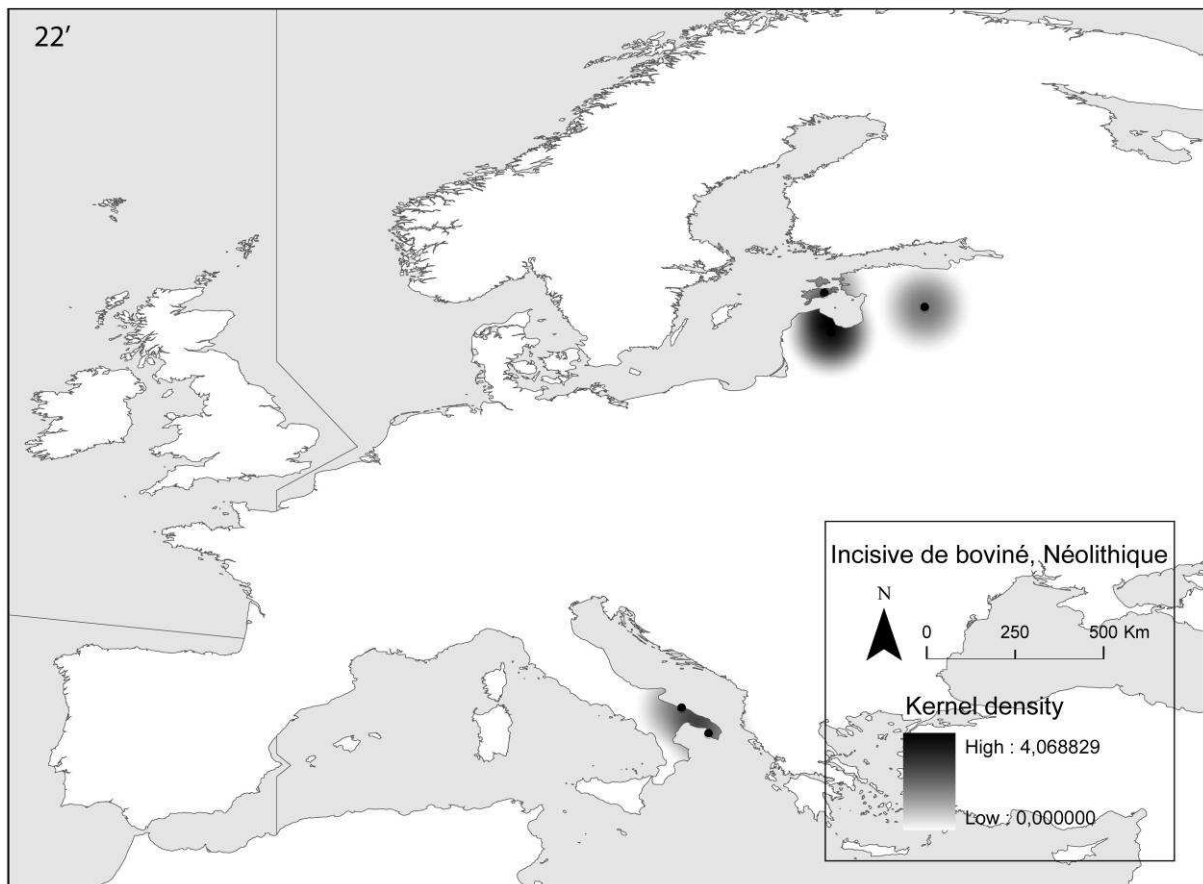 22’
Incisive de boviné, Néolithique
N
0 250 500 Km
Kernel density
High : 4,068829
Low : 0,000000